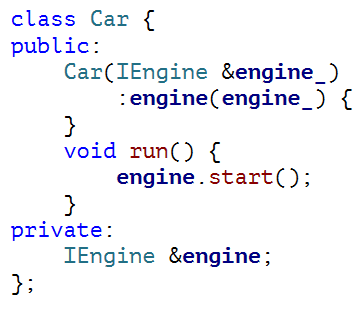 class Car {
public:
    Car(IEngine &engine_)
        :engine(engine_) {
    }
    void run() {
        engine.start();
    }
private:
    IEngine &engine;
};